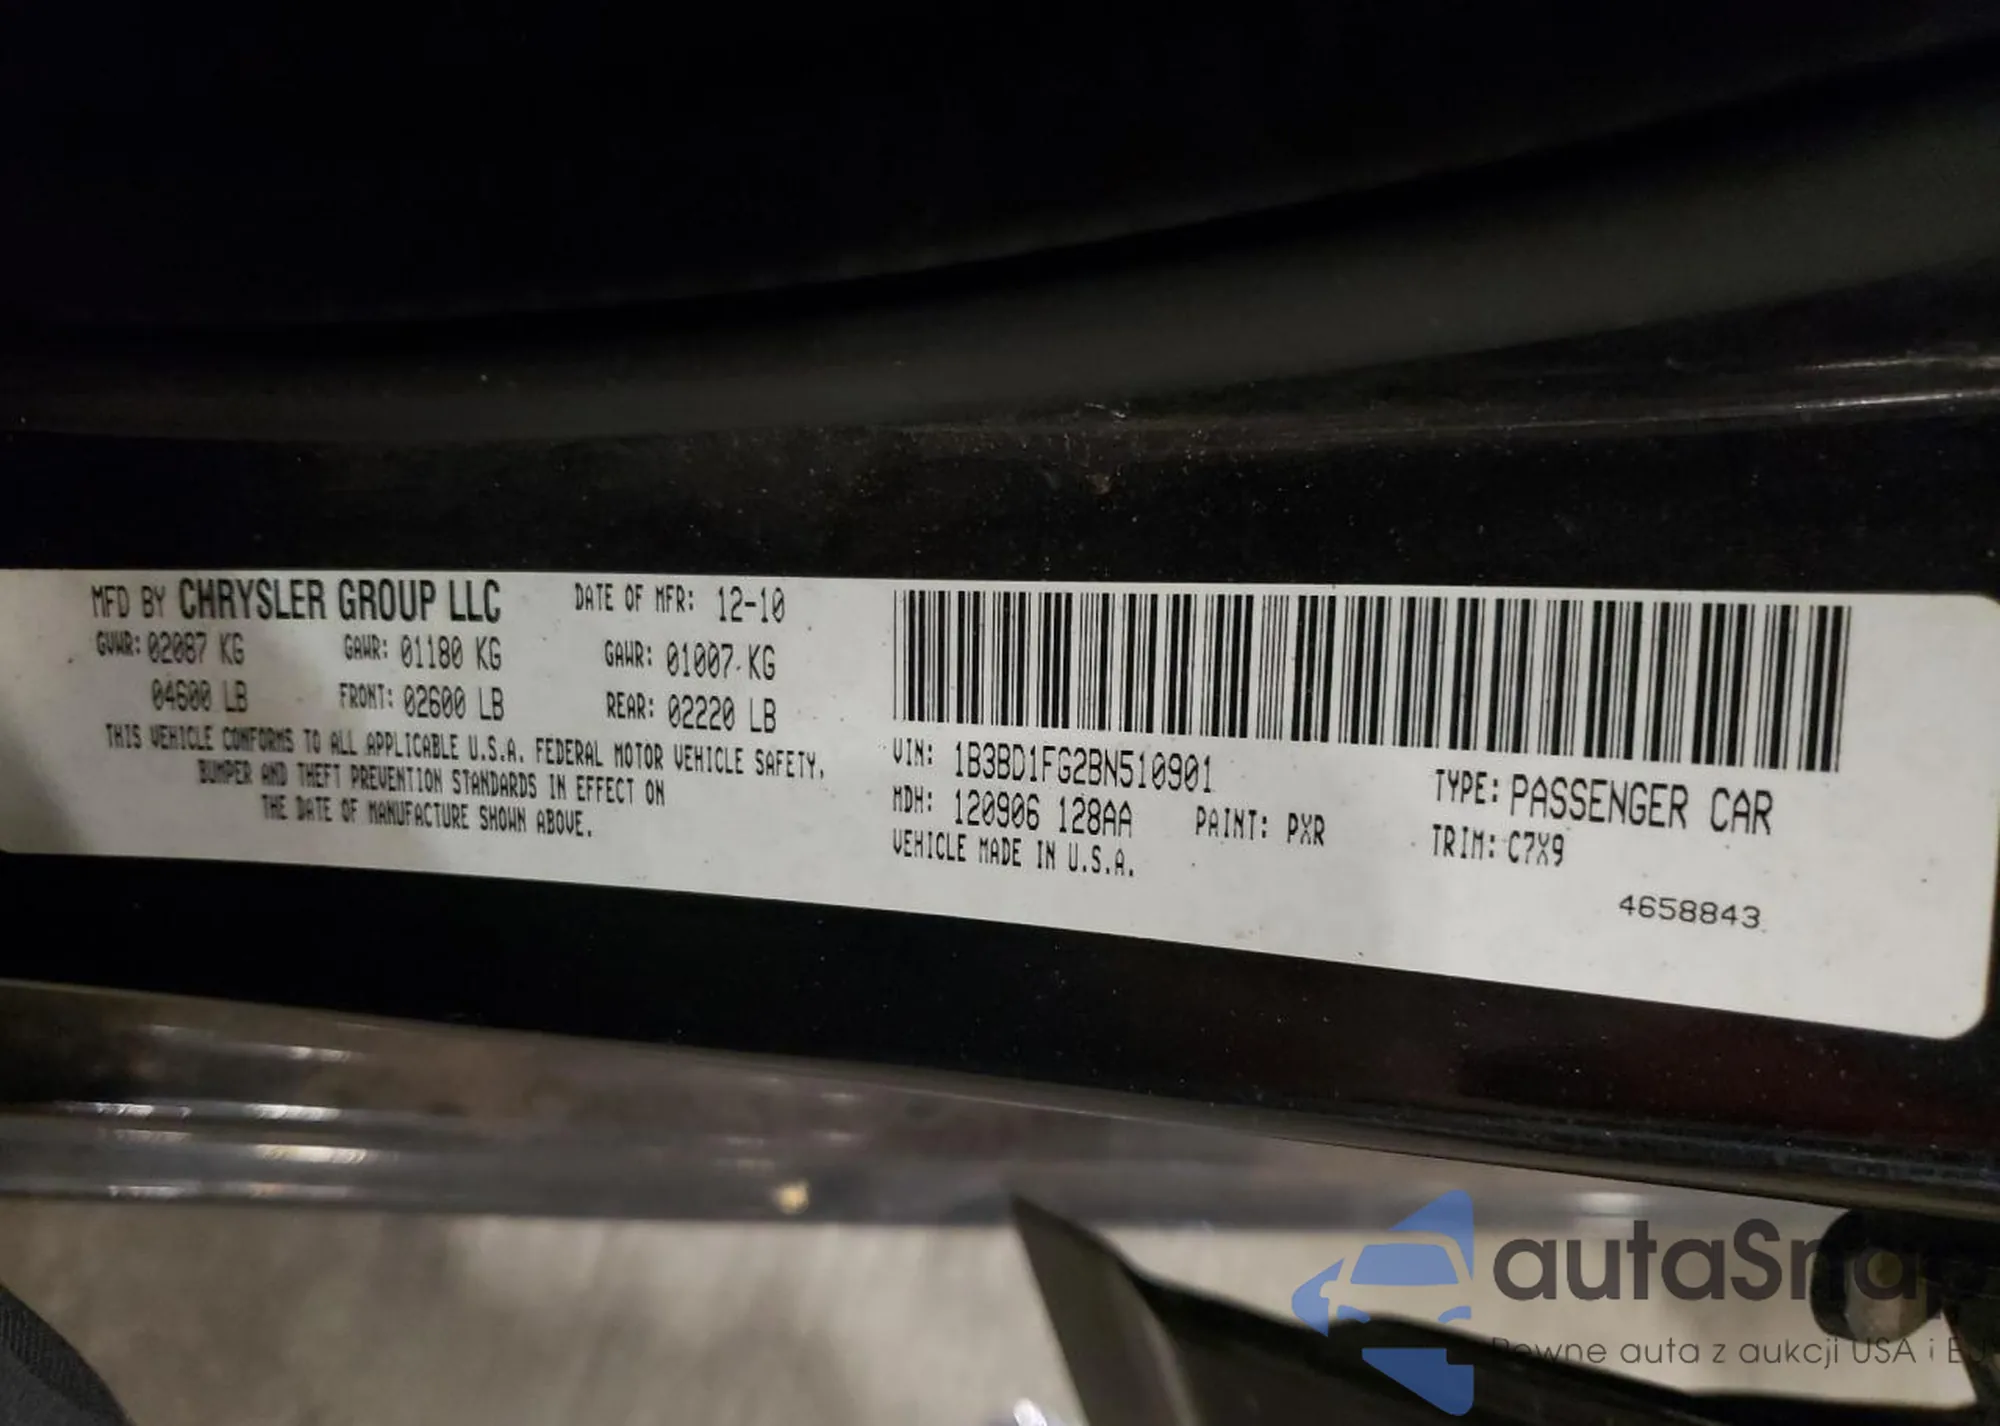 MFD BY CHRYSLER GROUP LLC DATE OF MFR: 12-10
GVWR: 02087 KG GAWR: 01180 KG GAWR: 01007 KG
04600 LB FRONT: 02600 LB REAR: 02220 LB
THIS VEHICLE CONFORMS TO ALL APPLICABLE U.S.A. FEDERAL MOTOR VEHICLE SAFETY,
BUMPER AND THEFT PREVENTION STANDARDS IN EFFECT ON
THE DATE OF MANUFACTURE SHOWN ABOVE.
VIN: 1B3BD1FG2BN510901 TYPE: PASSENGER CAR
MDH: 120906 128AA PAINT: PXR TRIM: C7X9
VEHICLE MADE IN U.S.A.
4658843
autaSnap
Pewne auta z aukcji USA i EU